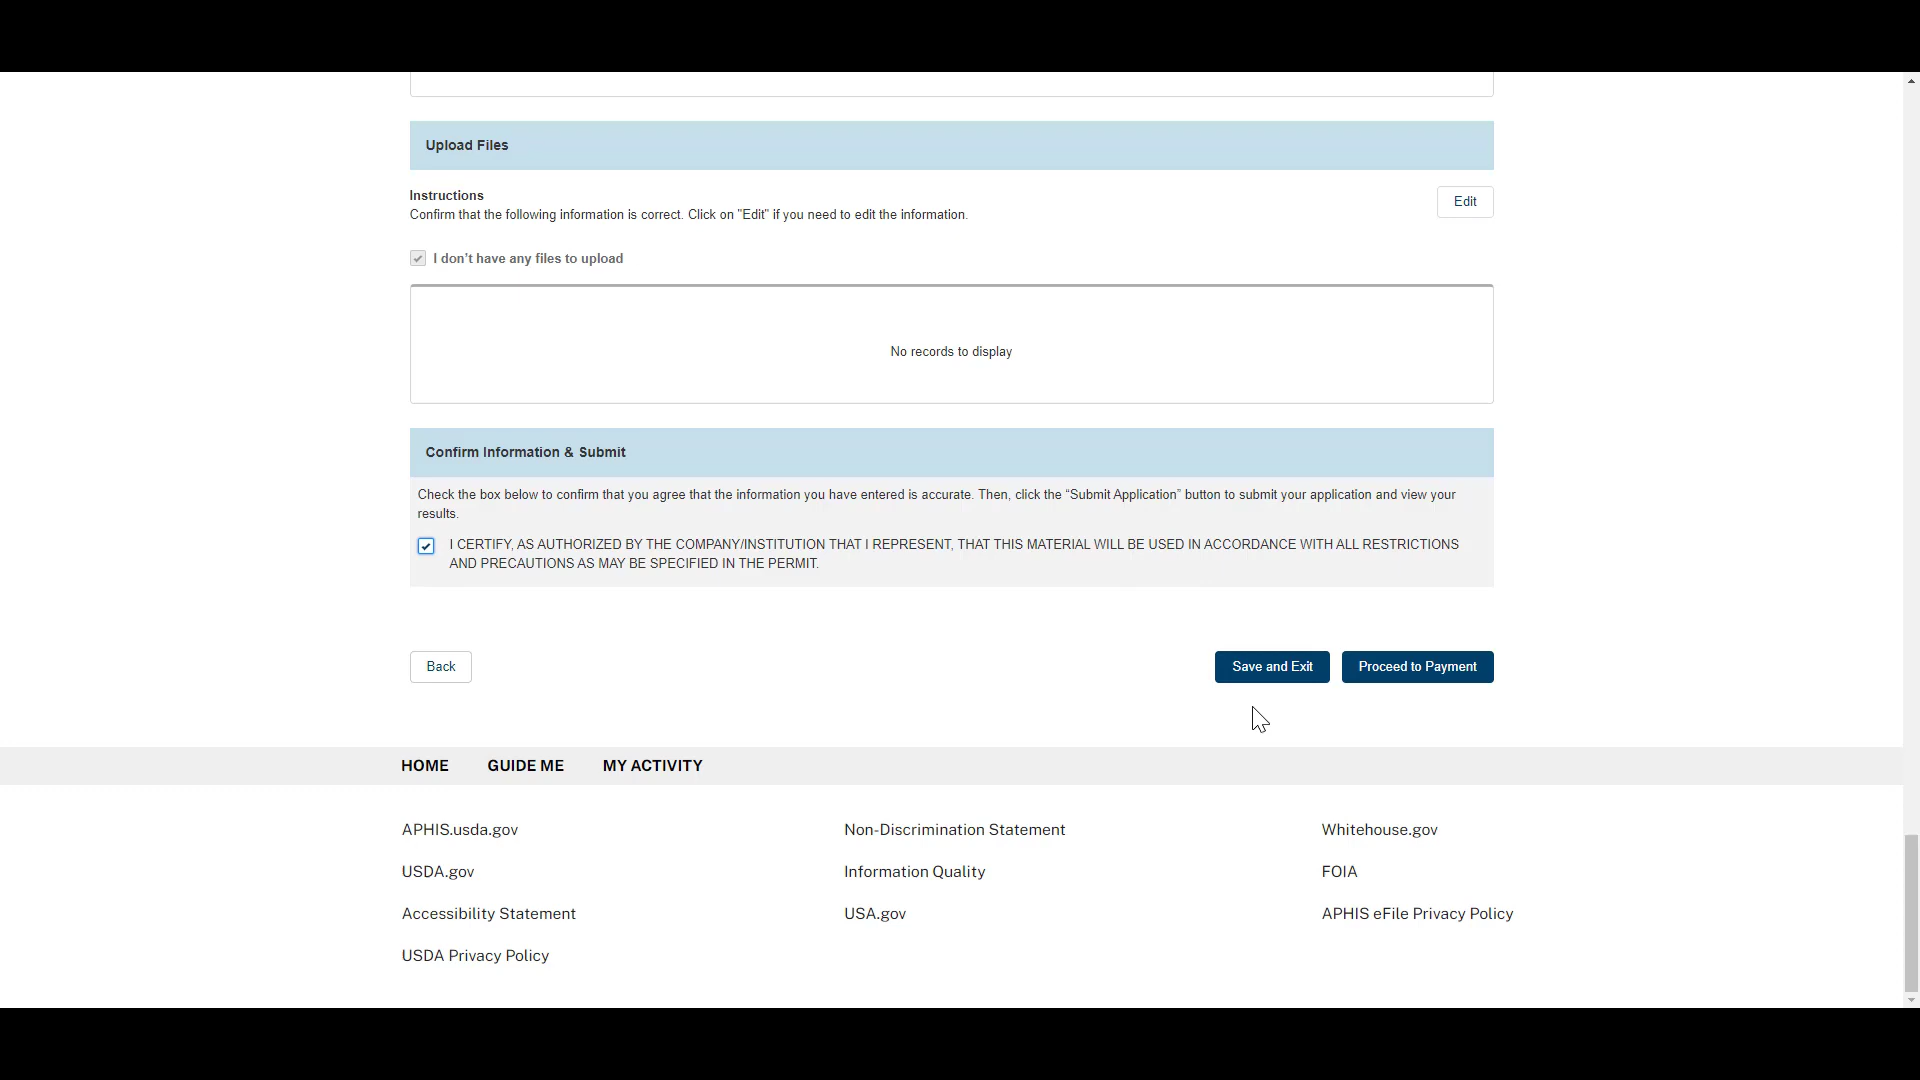 Upload Files
Instructions
Edit
Confirm that the following information is correct. Click on "Edit" if you need to edit the information.
I don't have any files to upload
No records to display
Confirm Information & Submit
Check the box below to confirm that you agree that the information you have entered is accurate. Then, click the “Submit Application” button to submit your application and view your
results.
I CERTIFY, AS AUTHORIZED BY THE COMPANY/INSTITUTION THAT I REPRESENT, THAT THIS MATERIAL WILL BE USED IN ACCORDANCE WITH ALL RESTRICTIONS
AND PRECAUTIONS AS MAY BE SPECIFIED IN THE PERMIT.
Back
Save and Exit
Proceed to Payment
HOME GUIDE ME MY ACTIVITY
APHIS.usda.gov
Non-Discrimination Statement
Whitehouse.gov
USDA.gov
Information Quality
FOIA
Accessibility Statement
USA.gov
APHIS eFile Privacy Policy
USDA Privacy Policy